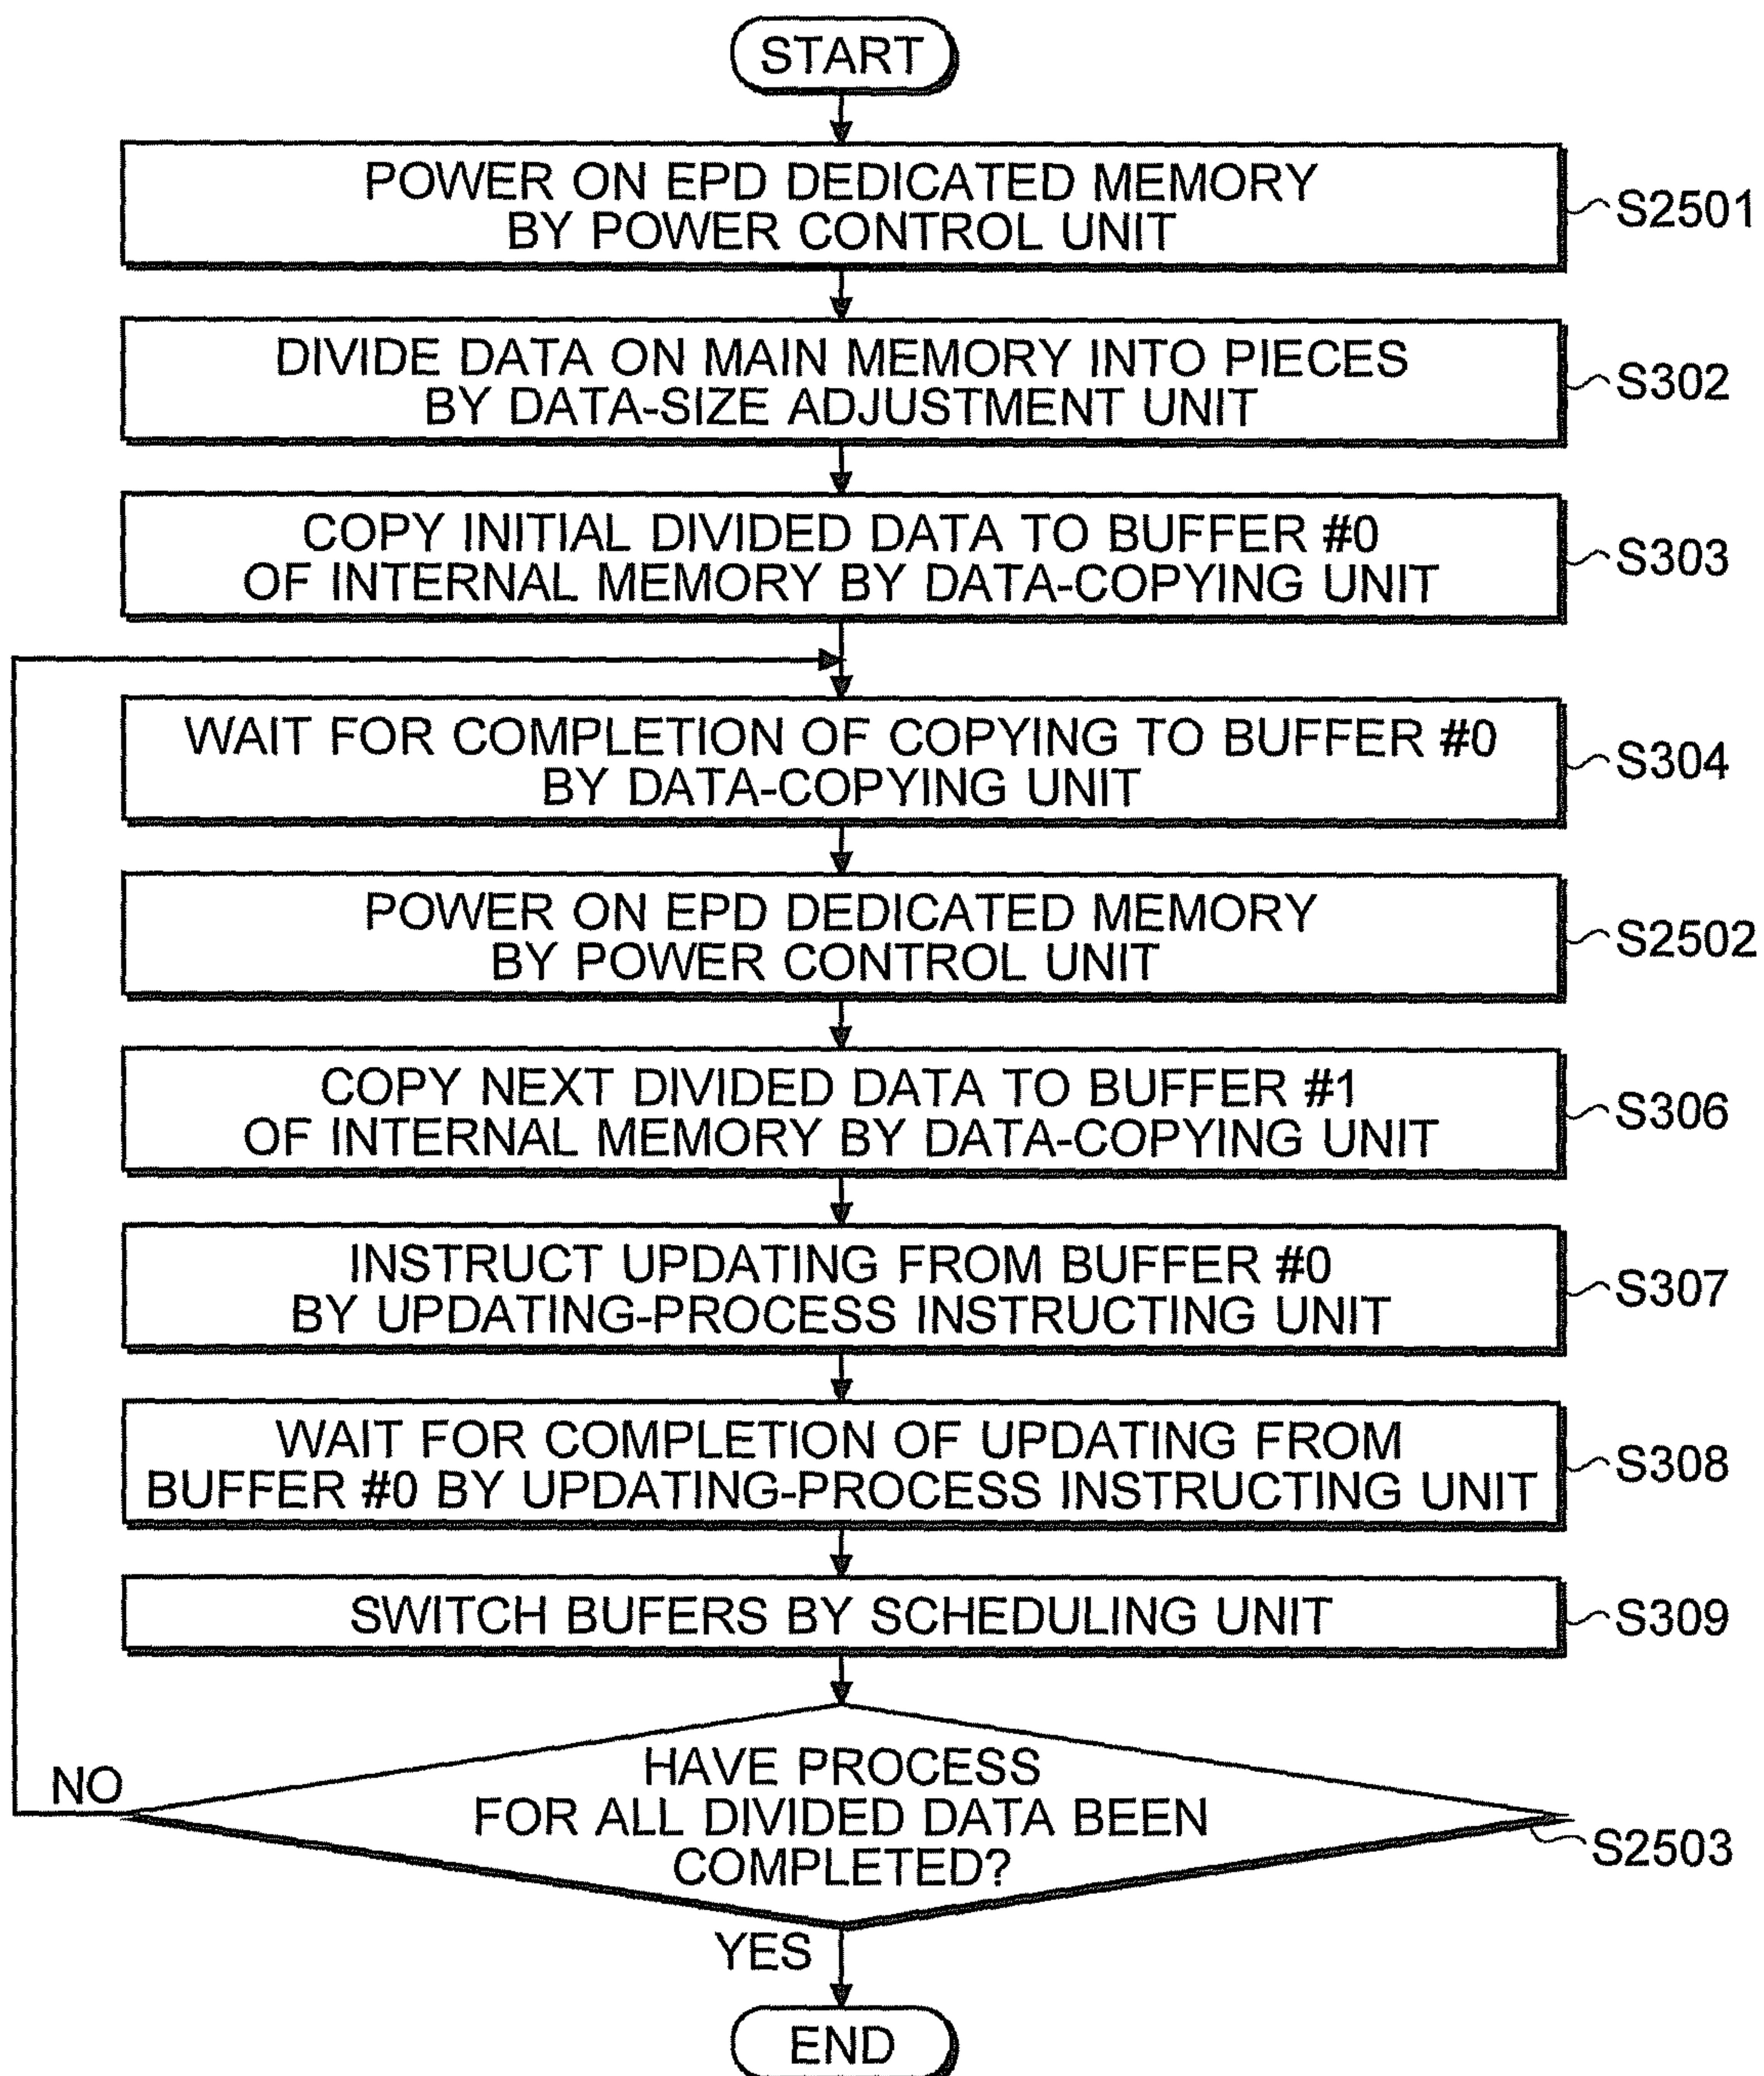 START
POWER ON EPD DEDICATED MEMORY
BY POWER CONTROL UNIT
S2501
DIVIDE DATA ON MAIN MEMORY INTO PIECES
BY DATA-SIZE ADJUSTMENT UNIT
S302
COPY INITIAL DIVIDED DATA TO BUFFER #0
OF INTERNAL MEMORY BY DATA-COPYING UNIT
S303
WAIT FOR COMPLETION OF COPYING TO BUFFER #0
BY DATA-COPYING UNIT
S304
POWER ON EPD DEDICATED MEMORY
BY POWER CONTROL UNIT
S2502
COPY NEXT DIVIDED DATA TO BUFFER #1
OF INTERNAL MEMORY BY DATA-COPYING UNIT
S306
INSTRUCT UPDATING FROM BUFFER #0
BY UPDATING-PROCESS INSTRUCTING UNIT
S307
WAIT FOR COMPLETION OF UPDATING FROM
BUFFER #0 BY UPDATING-PROCESS INSTRUCTING UNIT
S308
SWITCH BUFERS BY SCHEDULING UNIT
S309
HAVE PROCESS
FOR ALL DIVIDED DATA BEEN
COMPLETED?
S2503
NO
YES
END